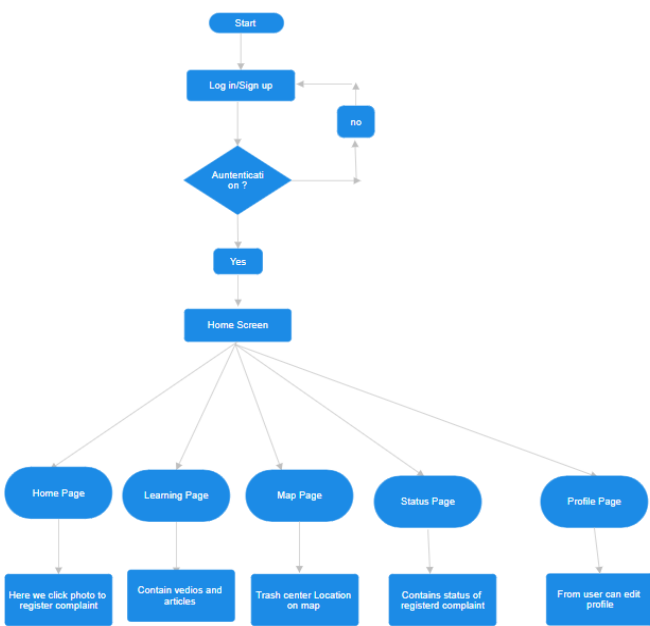 Start
Log in/Sign up
no
Auntenticati
on ?
Yes
Home Screen
Home Page
Learning Page
Map Page
Status Page
Profile Page
Here we click photo to
register complaint
Contain vedios and
articles
Trash center Location
on map
Contains status of
registerd complaint
From user can edit
profile